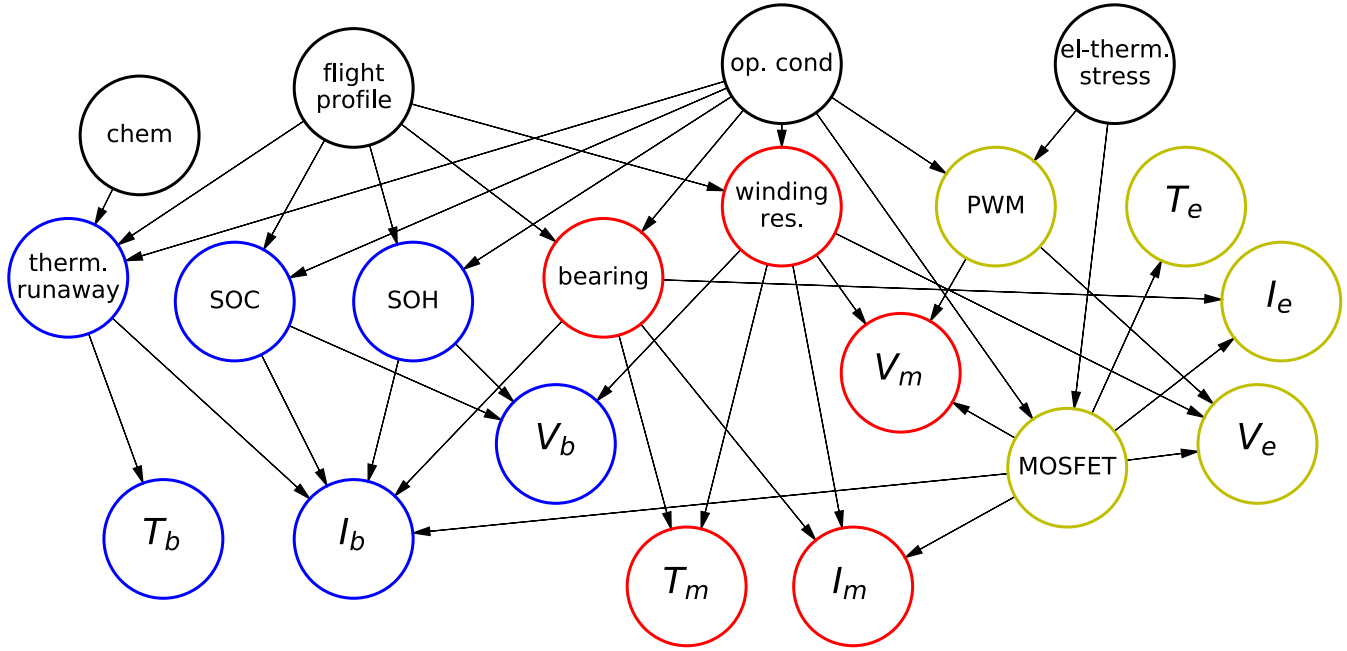 flight
profile
op. cond
el-therm.
stress
chem
winding
res.
PWM
T_e
therm.
runaway
SOC
SOH
bearing
I_e
V_m
V_b
MOSFET
V_e
T_b
I_b
T_m
I_m